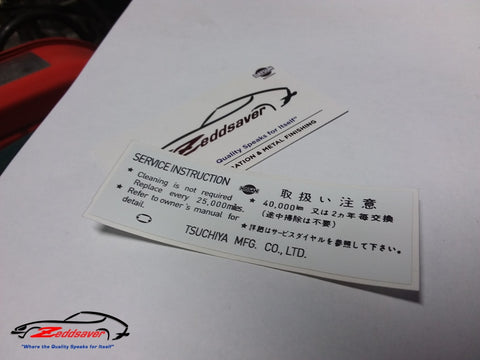 Zeddsaver
Quality Speaks for itself"
RATION & METAL FINISHING
SERVICE INSTRUCTION
★ Cleaning is not required
Replace every 25,000miles.
★ Refer to owner's manual for
detail.
取扱い注意
★ 40,000km 又は2ヵ年毎交換
(途中掃除は不要)
★ 詳細はサービスダイヤルを参照して下さい。
TSUCHIYA MFG. CO., LTD.
Zeddsaver
"Where the Quality Speaks for Itself"